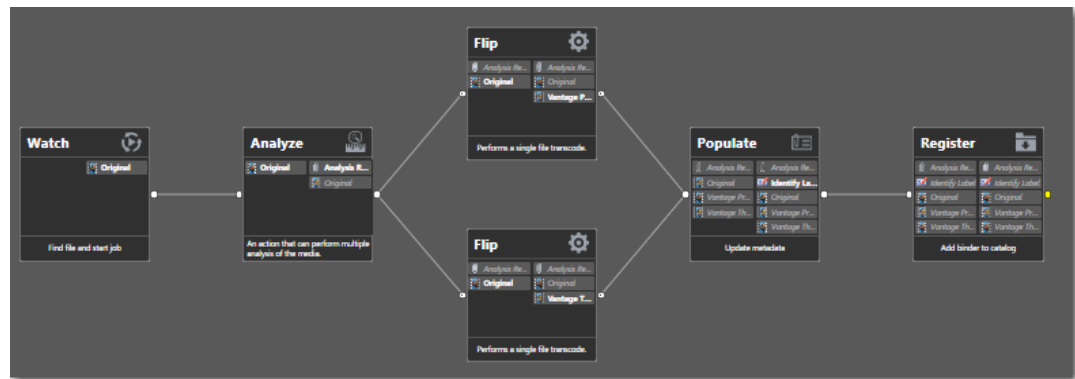 Watch
Original
Find file and start job
Analyze
Original
Analysis R...
Original
An action that can perform multiple
analysis of the media.
Flip
Analysis Re...
Analysis Re...
Original
Original
Vantage P...
Performs a single file transcode.
Flip
Analysis Re...
Analysis Re...
Original
Original
Vantage T...
Performs a single file transcode.
Populate
Analysis Re...
Analysis Re...
Original
Identify La...
Vantage Pr...
Original
Vantage Th...
Vantage Pr...
Vantage Th...
Update metadata
Register
Analysis Re...
Analysis Re...
Identify Label
Identify Label
Original
Original
Vantage Pr...
Vantage Pr...
Vantage Th...
Vantage Th...
Add binder to catalog